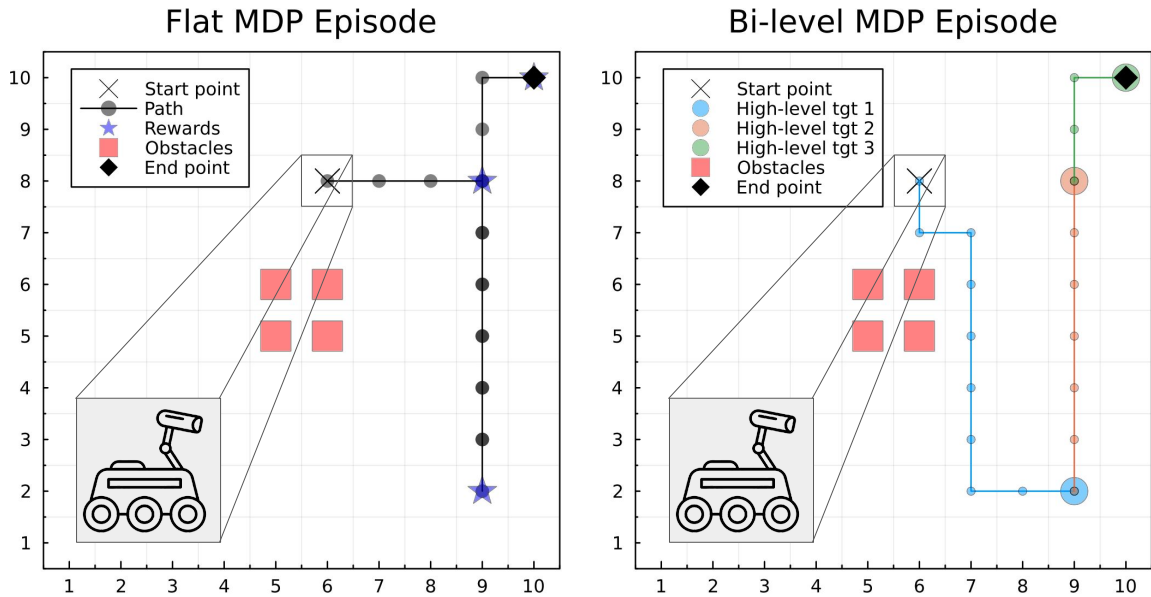 Flat MDP Episode
10
9
8
7
6
5
4
3
2
1
1 2 3 4 5 6 7 8 9 10
Start point
Path
Rewards
Obstacles
End point
Bi-level MDP Episode
10
9
8
7
6
5
4
3
2
1
1 2 3 4 5 6 7 8 9 10
Start point
High-level tgt 1
High-level tgt 2
High-level tgt 3
Obstacles
End point